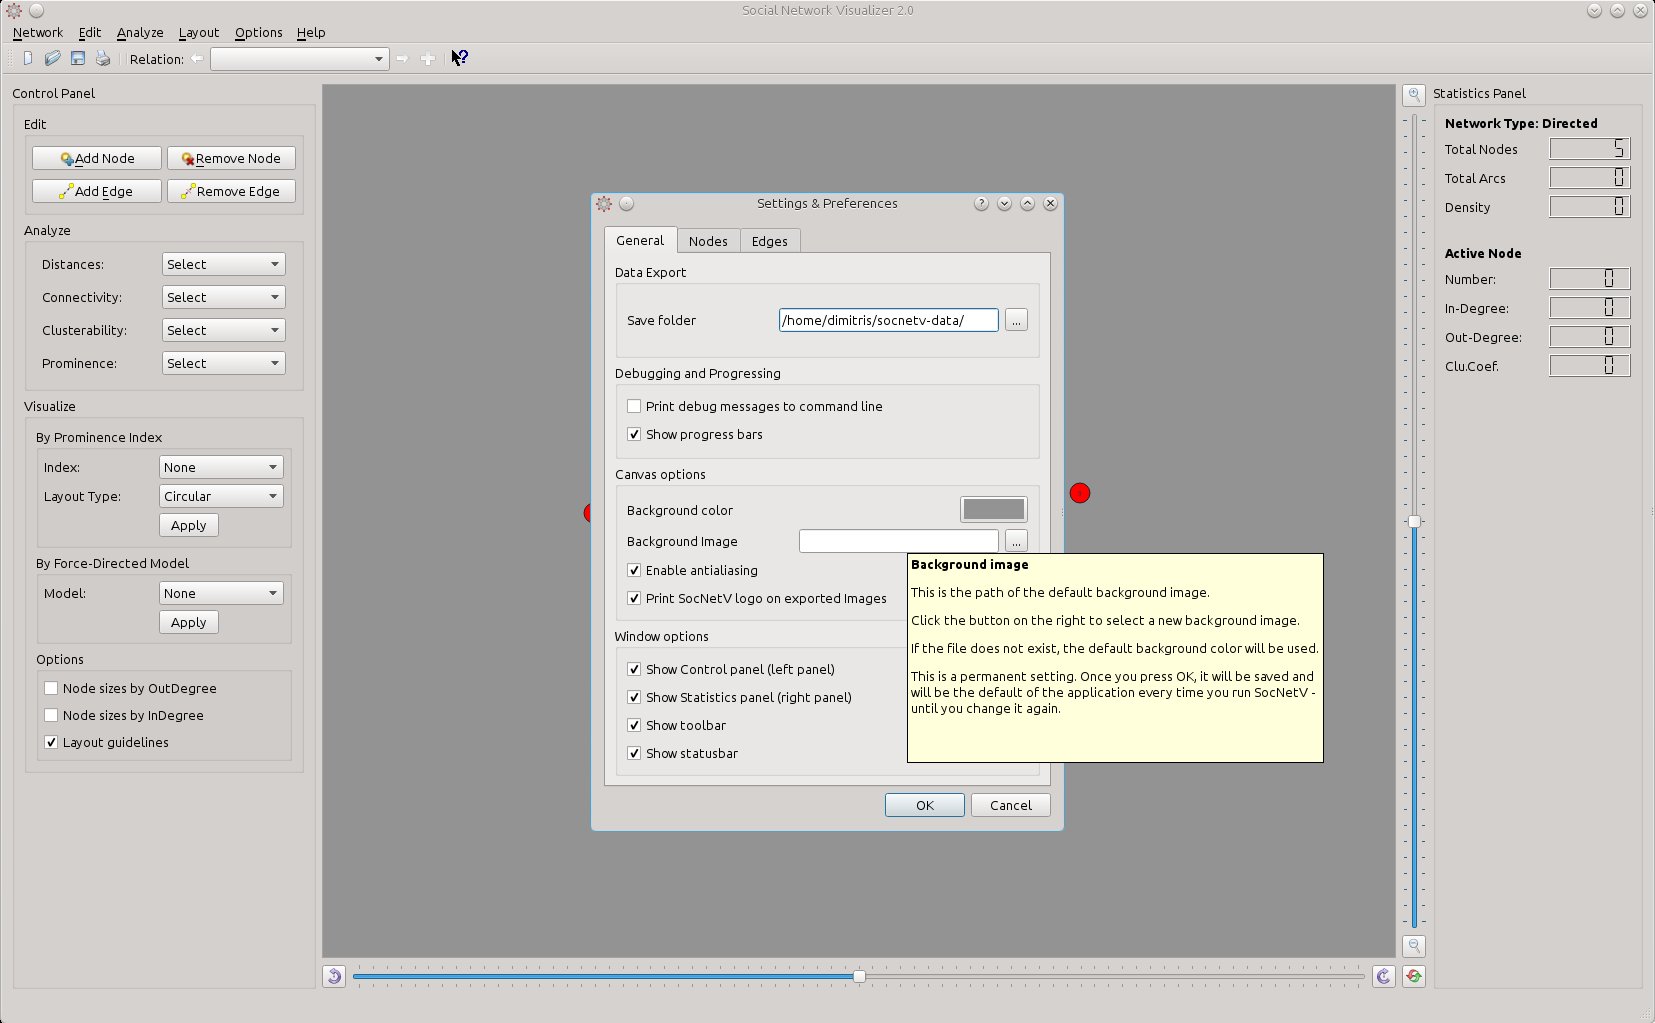 Social Network Visualizer 2.0
Network Edit Analyze Layout Options Help
Relation:
Control Panel
Edit
Add Node Remove Node
Add Edge Remove Edge
Analyze
Distances: Select
Connectivity: Select
Clusterability: Select
Prominence: Select
Visualize
By Prominence Index
Index: None
Layout Type: Circular
Apply
By Force-Directed Model
Model: None
Apply
Options
Node sizes by OutDegree
Node sizes by InDegree
Layout guidelines
Settings & Preferences
General Nodes Edges
Data Export
Save folder /home/dimitris/socnetv-data/ ...
Debugging and Progressing
Print debug messages to command line
Show progress bars
Canvas options
Background color
Background Image ...
Enable antialiasing
Print SocNetV logo on exported Images
Window options
Show Control panel (left panel)
Show Statistics panel (right panel)
Show toolbar
Show statusbar
OK Cancel
Background image
This is the path of the default background image.
Click the button on the right to select a new background image.
If the file does not exist, the default background color will be used.
This is a permanent setting. Once you press OK, it will be saved and
will be the default of the application every time you run SocNetV -
until you change it again.
Statistics Panel
Network Type: Directed
Total Nodes 5
Total Arcs 0
Density 0
Active Node
Number: 0
In-Degree: 0
Out-Degree: 0
Clu.Coef. 0